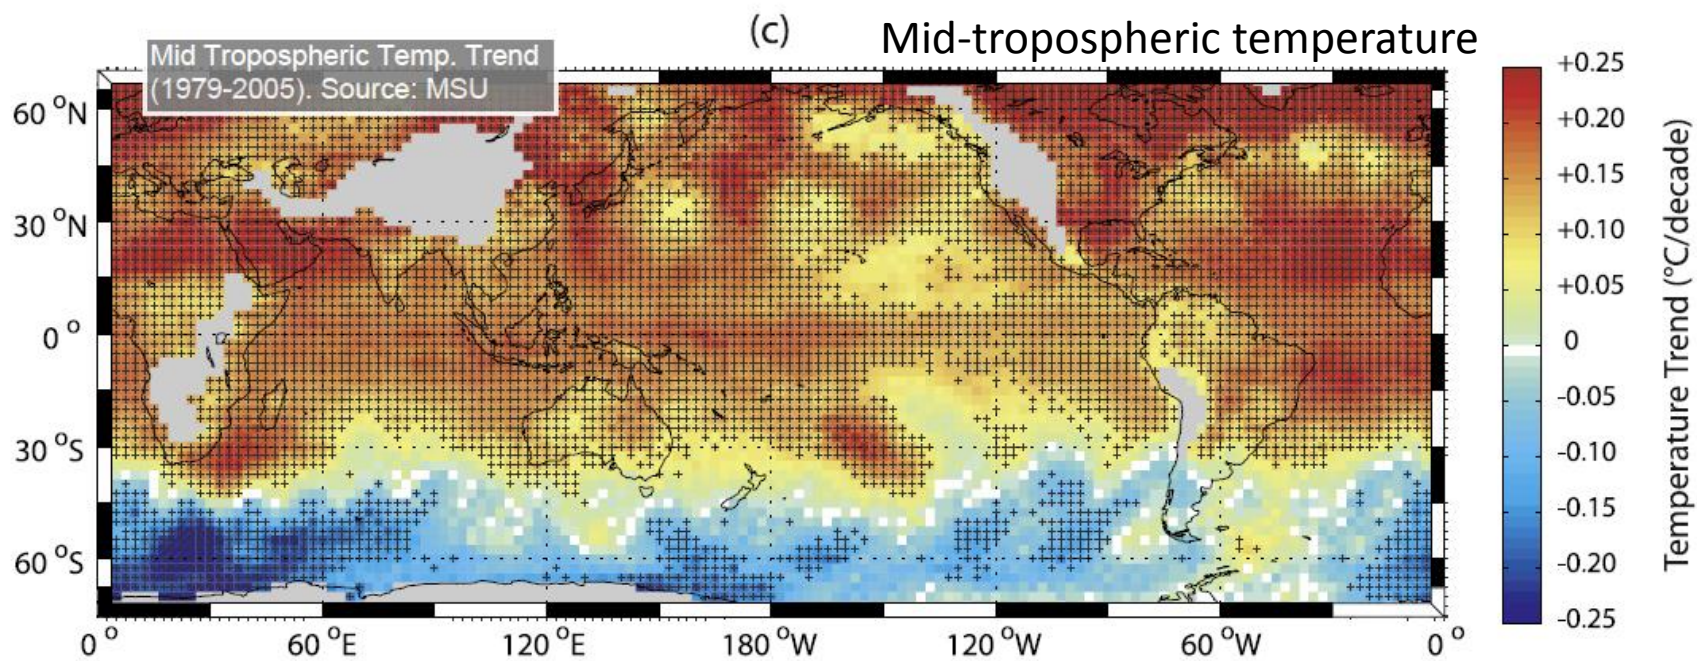 (c)
Mid-tropospheric temperature
Mid Tropospheric Temp. Trend
(1979-2005). Source: MSU
60 °N
30 °N
0 °
30 °S
60 °S
0°
60 °E
120 °E
180 °W
120 °W
60 °W
0 °
+0.25
+0.20
+0.15
+0.10
+0.05
0
-0.05
-0.10
-0.15
-0.20
-0.25
Temperature Trend (°C/decade)